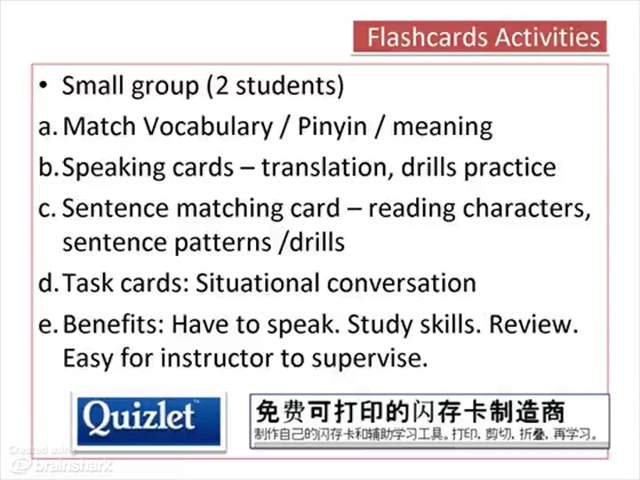 Flashcards Activities
• Small group (2 students)
a. Match Vocabulary / Pinyin / meaning
b. Speaking cards – translation, drills practice
c. Sentence matching card – reading characters,
sentence patterns /drills
d. Task cards: Situational conversation
e. Benefits: Have to speak. Study skills. Review.
Easy for instructor to supervise.
Quizlet™
免费可打印的闪存卡制造商
制作自己的闪存卡和辅助学习工具。打印, 剪切, 折叠, 再学习。
Created using
brainshark